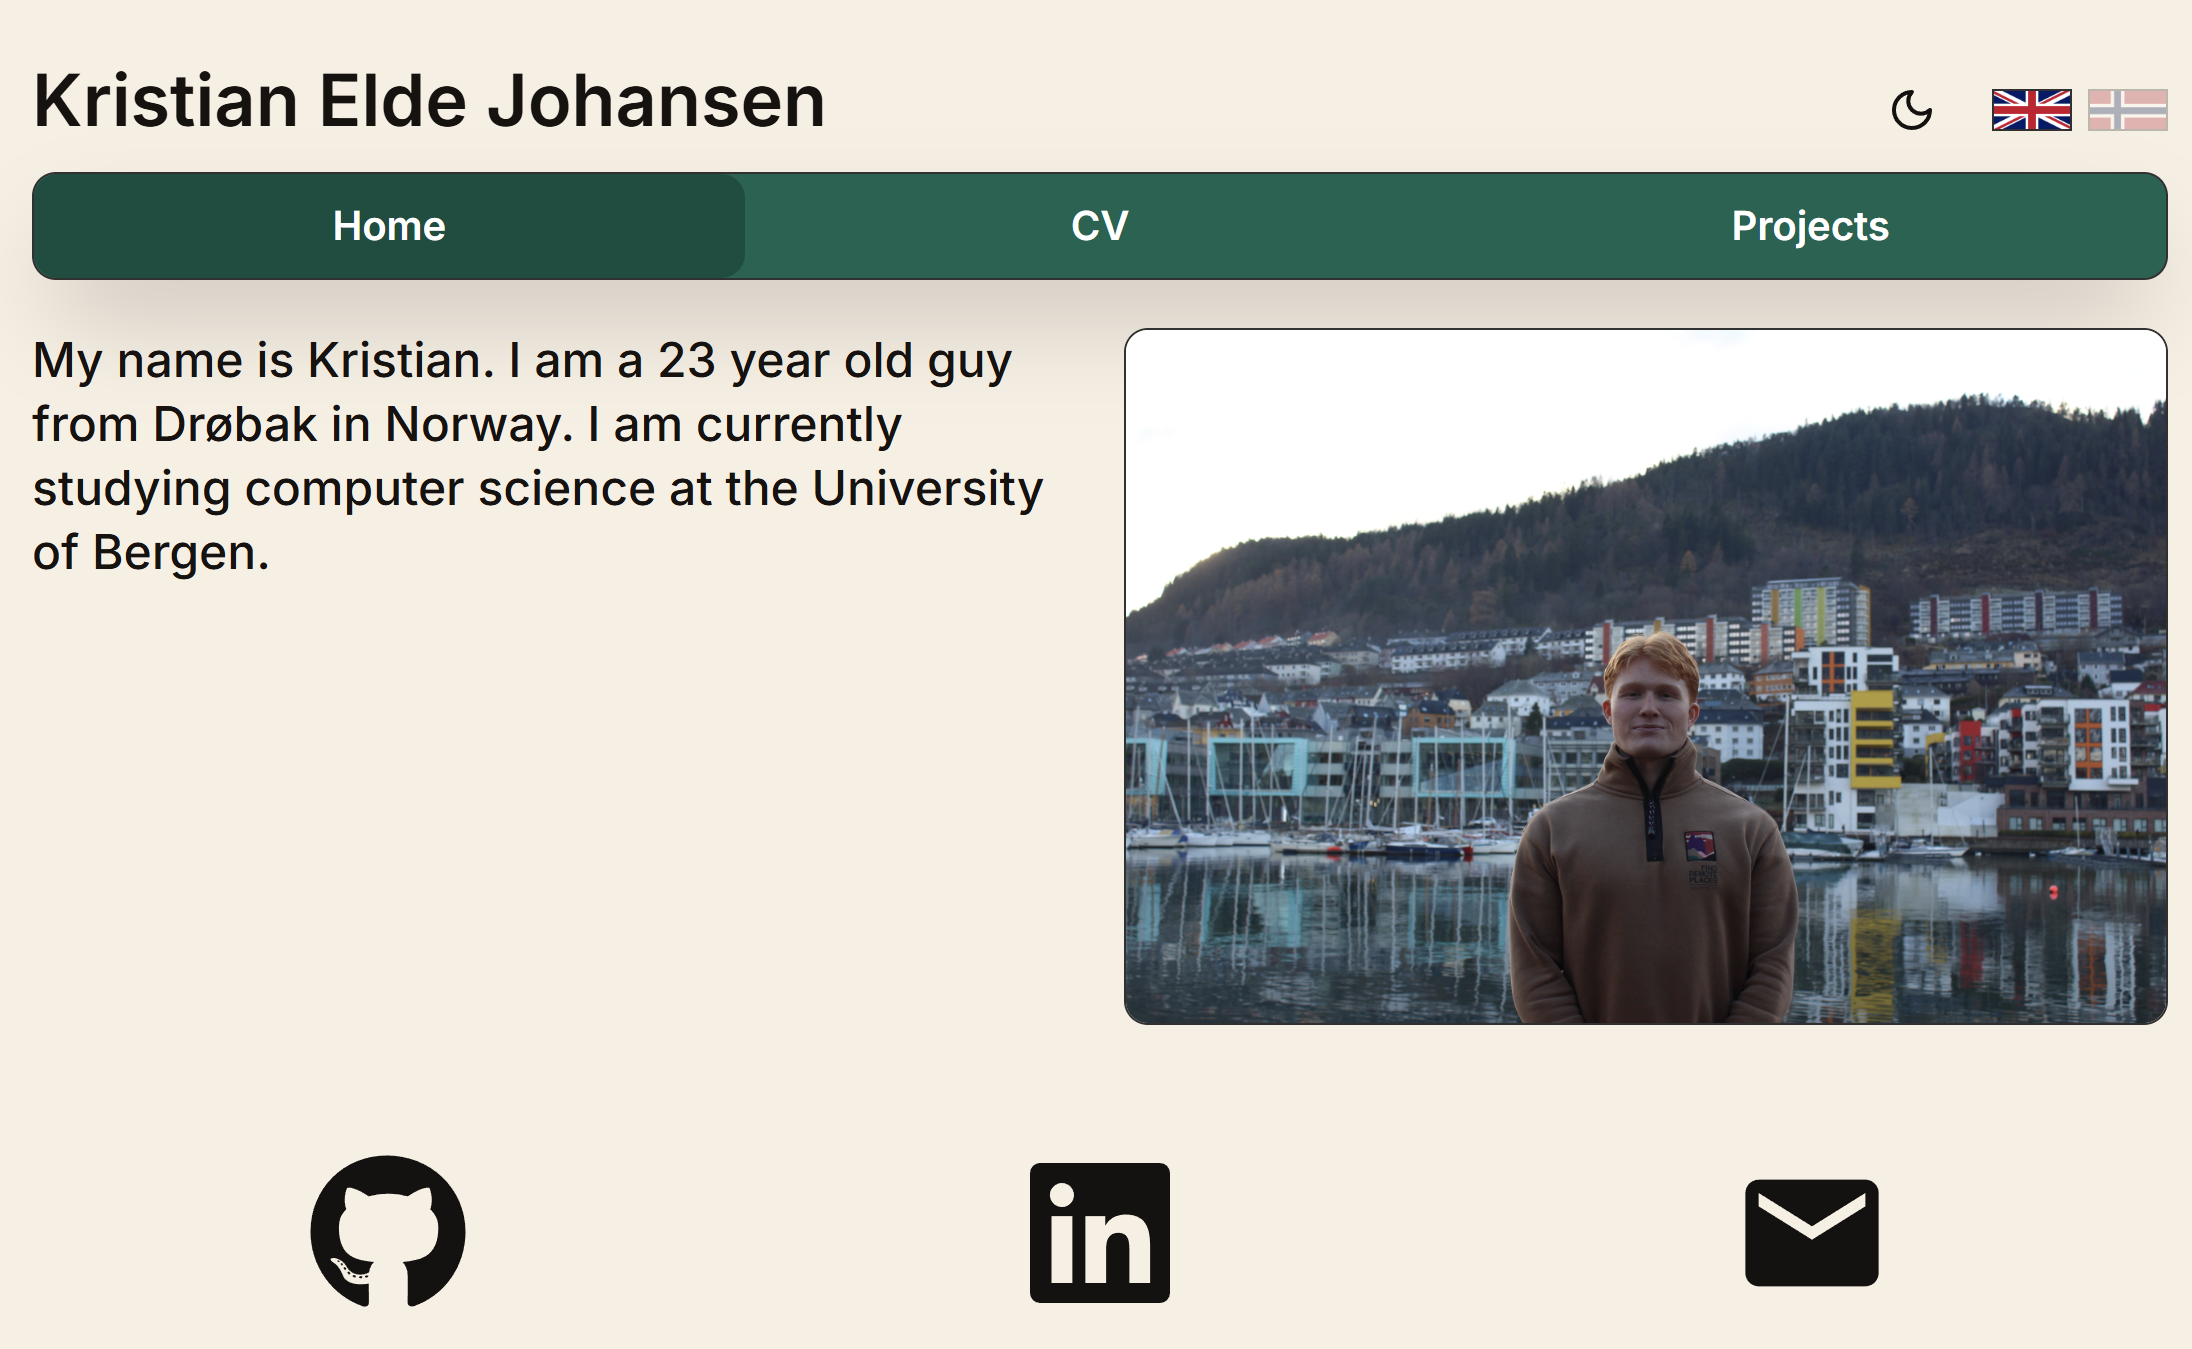 Kristian Elde Johansen
Home CV Projects
My name is Kristian. I am a 23 year old guy
from Drøbak in Norway. I am currently
studying computer science at the University
of Bergen.
in